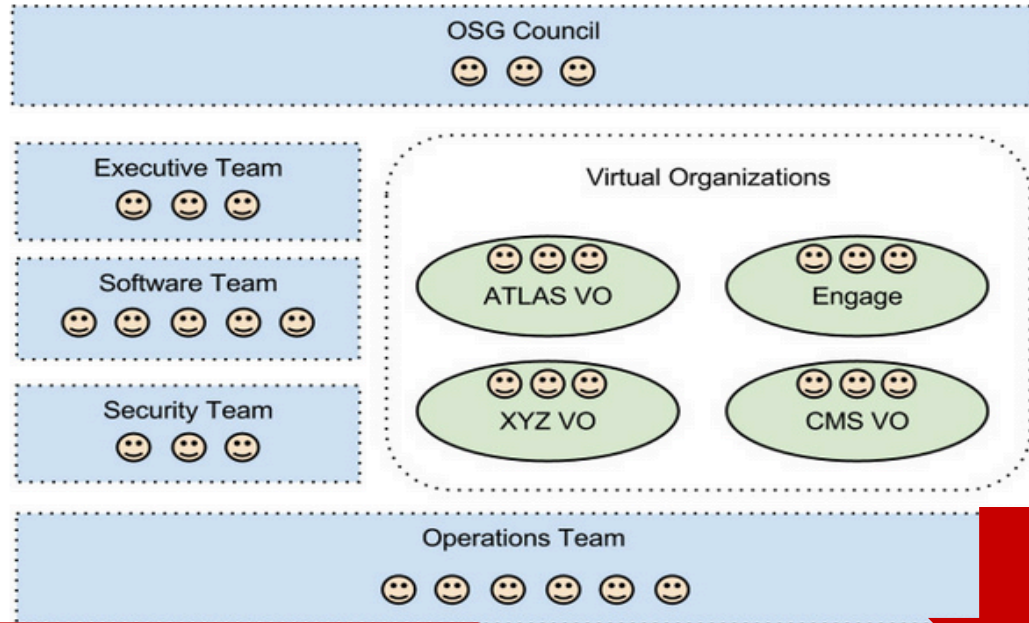 OSG Council
Executive Team
Software Team
Security Team
Virtual Organizations
ATLAS VO
Engage
XYZ VO
CMS VO
Operations Team